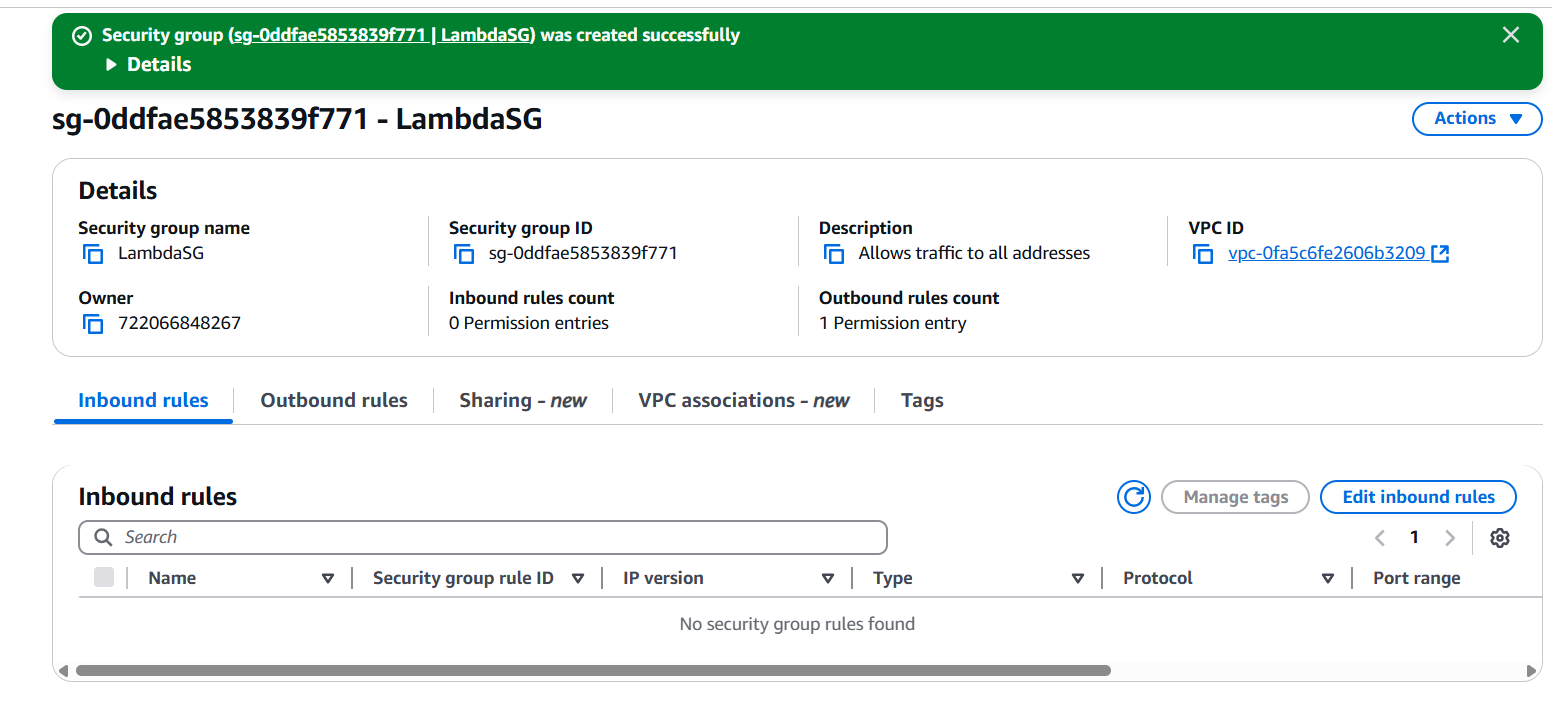 Security group (sg-0ddfae5853839f771 | LambdaSG) was created successfully
Details
sg-0ddfae5853839f771 - LambdaSG
Actions
Details
Security group name
LambdaSG
Security group ID
sg-0ddfae5853839f771
Description
Allows traffic to all addresses
VPC ID
vpc-0fa5c6fe2606b3209
Owner
722066848267
Inbound rules count
0 Permission entries
Outbound rules count
1 Permission entry
Inbound rules Outbound rules Sharing - new VPC associations - new Tags
Inbound rules
Manage tags Edit inbound rules
Search
1
Name Security group rule ID IP version Type Protocol Port range
No security group rules found